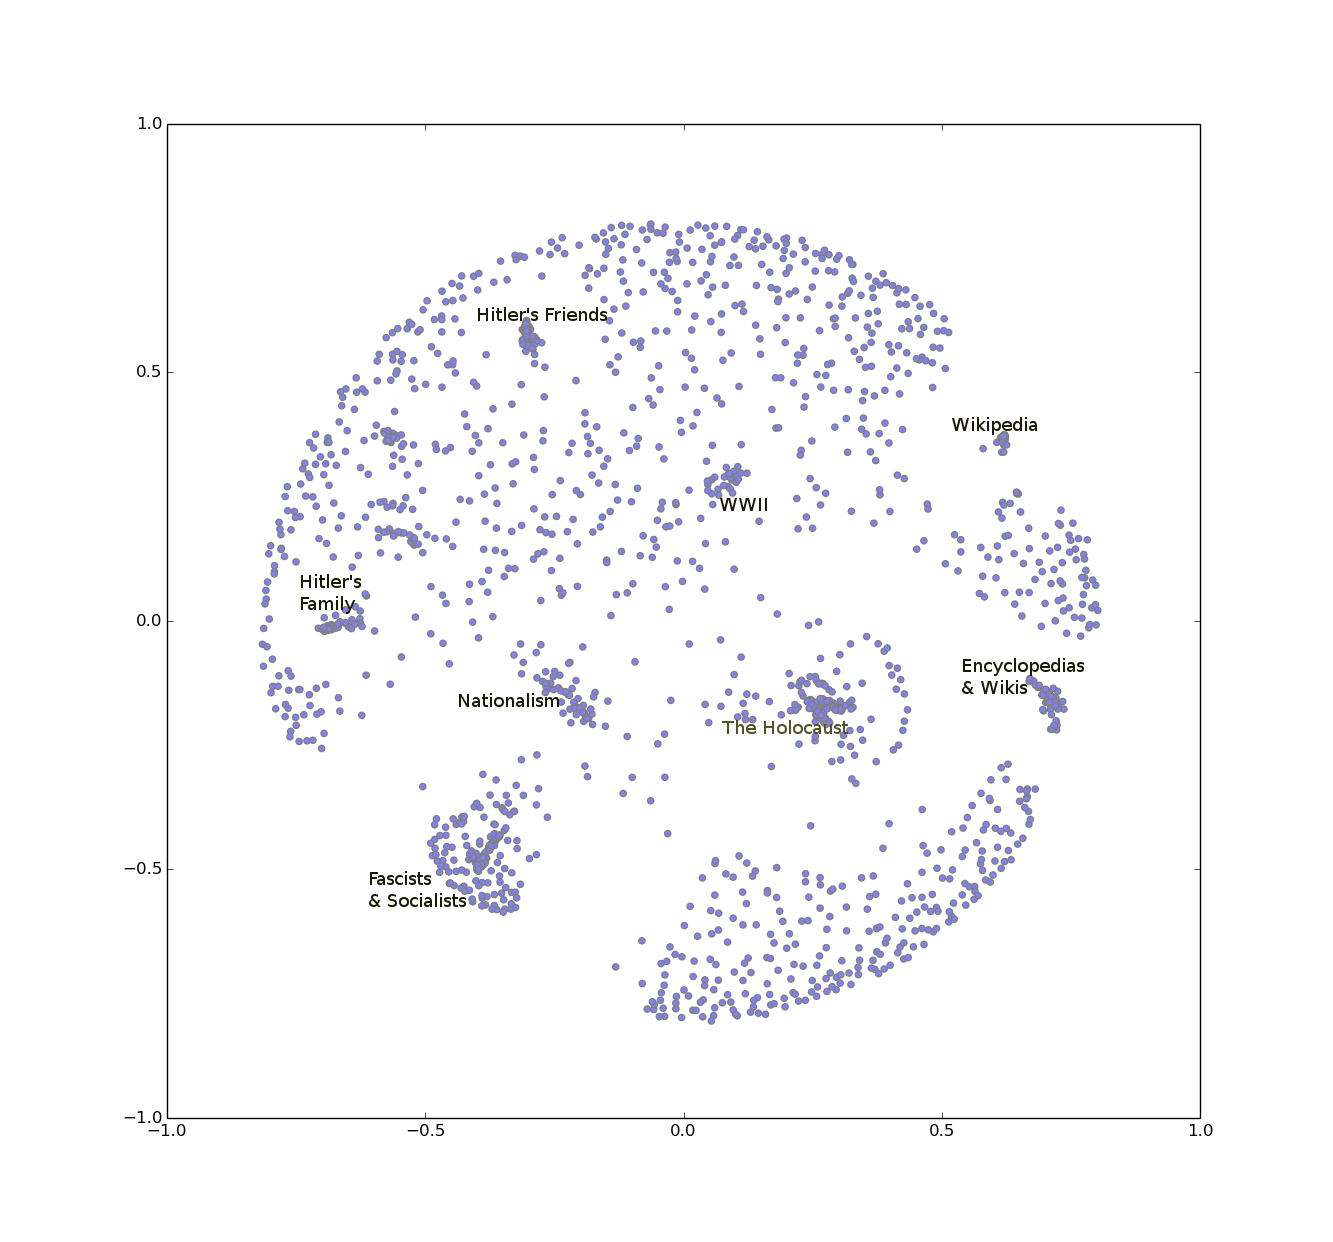 1.0
Hitler's Friends
0.5
Wikipedia
WWII
Hitler's
Family
0.0
Encyclopedias
& Wikis
Nationalism
The Holocaust
−0.5
Fascists
& Socialists
−1.0
−1.0 −0.5 0.0 0.5 1.0